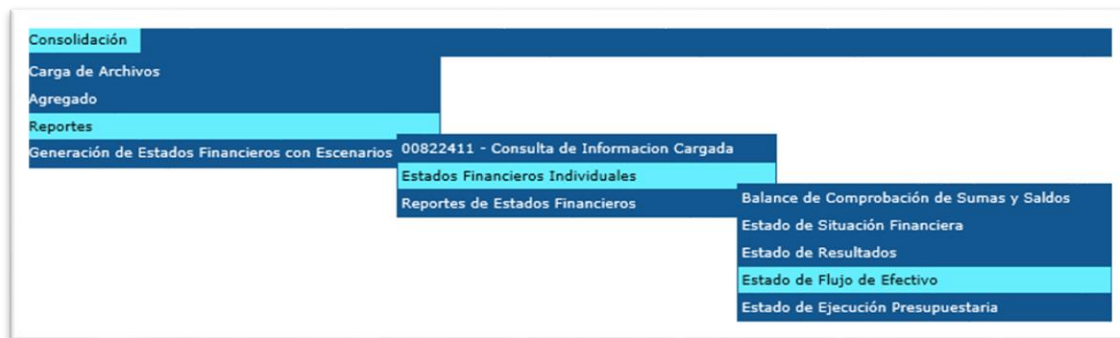 Consolidación
Carga de Archivos
Agregado
Reportes
Generación de Estados Financieros con Escenarios
00822411 - Consulta de Informacion Cargada
Estados Financieros Individuales
Reportes de Estados Financieros
Balance de Comprobación de Sumas y Saldos
Estado de Situación Financiera
Estado de Resultados
Estado de Flujo de Efectivo
Estado de Ejecución Presupuestaria